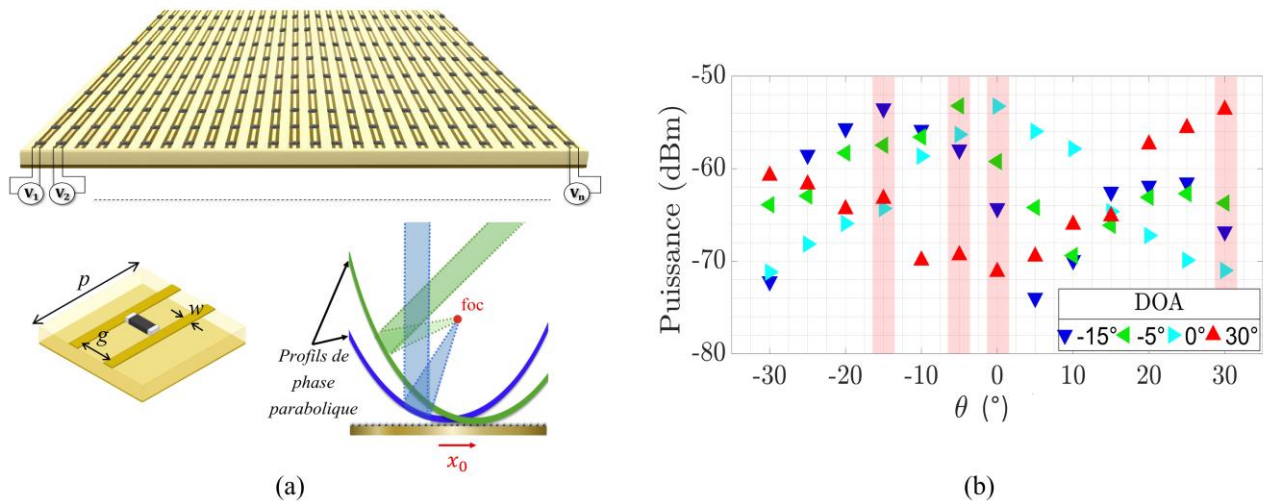 V₁ V₂ Vₙ
p
g
w
foc
Profils de
phase
parabolique
x₀
(a)
(b)
Puissance (dBm)
-50
-60
-70
-80
-30 -20 -10 0 10 20 30
θ (°)
DOA
-15° -5° 0° 30°